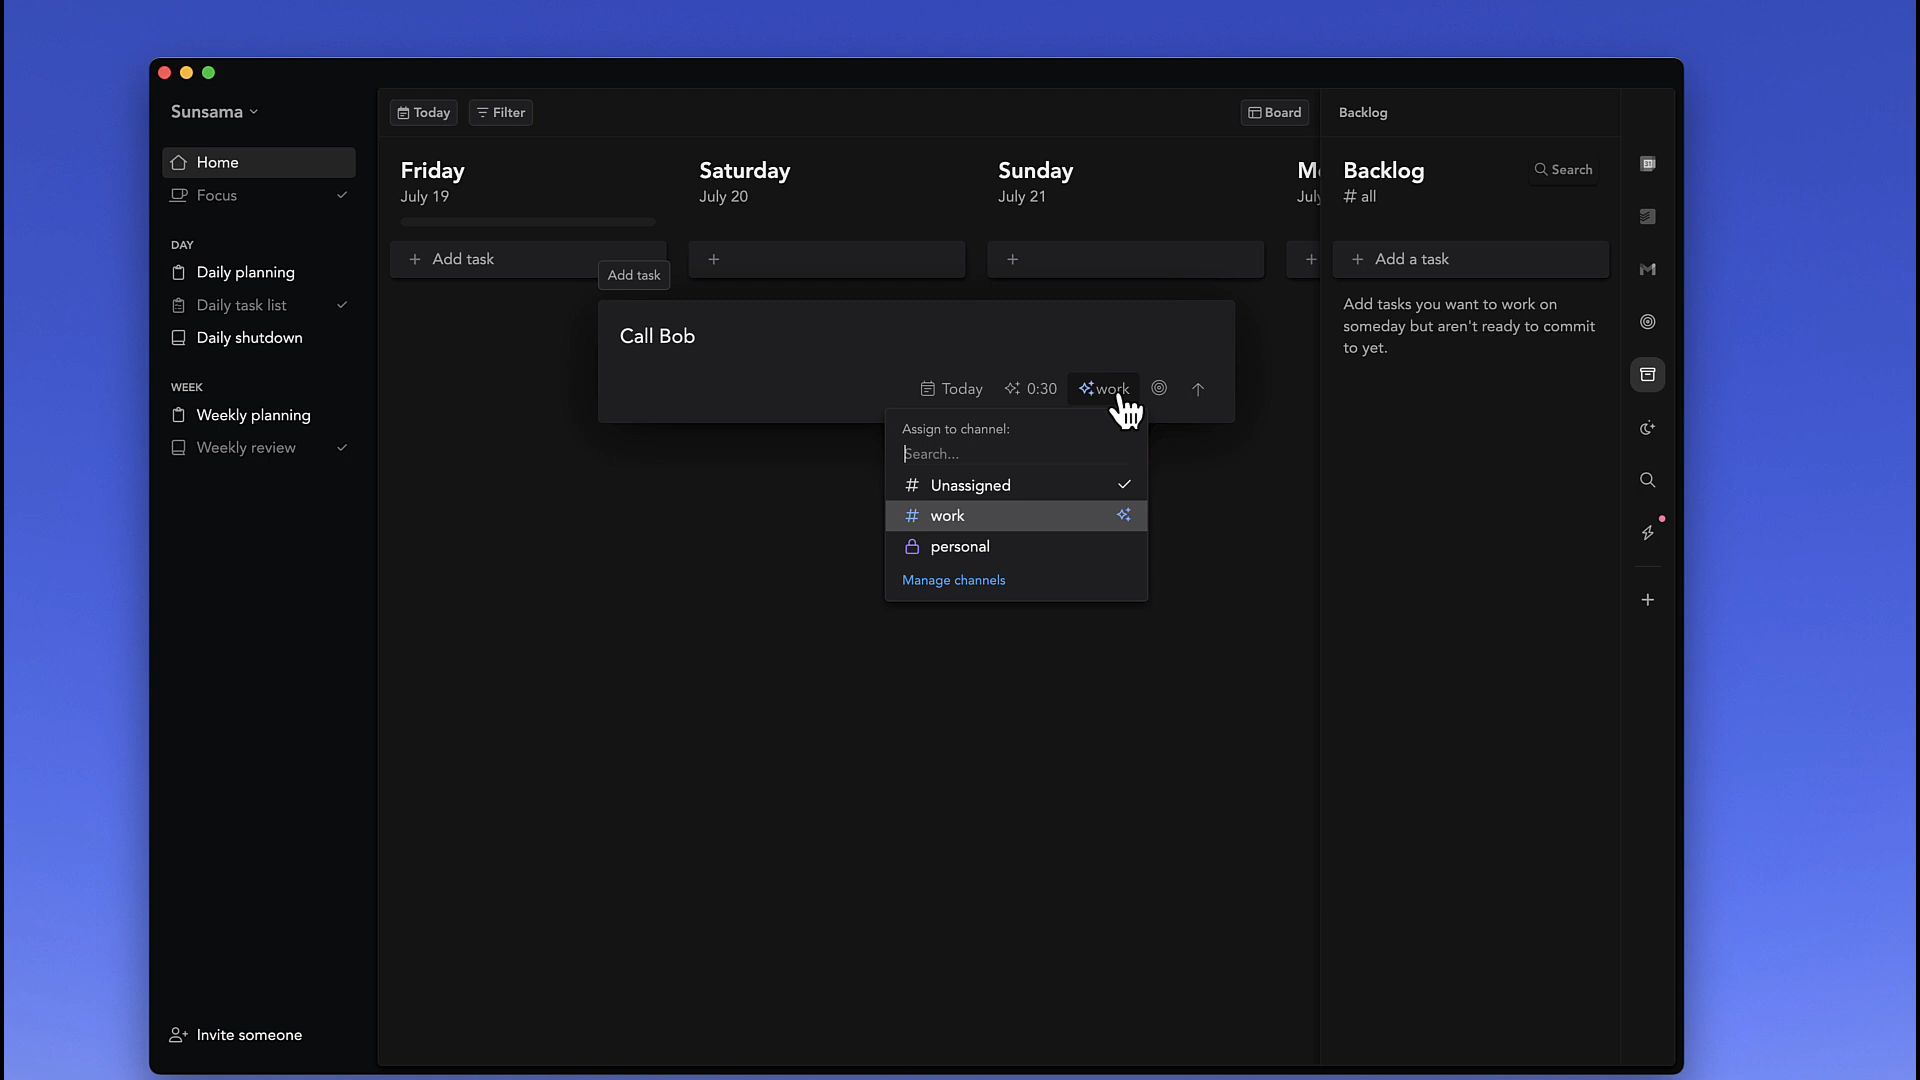 Sunsama
Today
Filter
Board
Backlog
Home
Focus
DAY
Daily planning
Daily task list
Daily shutdown
WEEK
Weekly planning
Weekly review
Invite someone
Friday
July 19
Add task
Add task
Saturday
July 20
Sunday
July 21
Backlog
# all
Search
Add a task
Add tasks you want to work on
someday but aren't ready to commit
to yet.
Call Bob
Today
0:30
work
Assign to channel:
Search...
# Unassigned
# work
personal
Manage channels
31